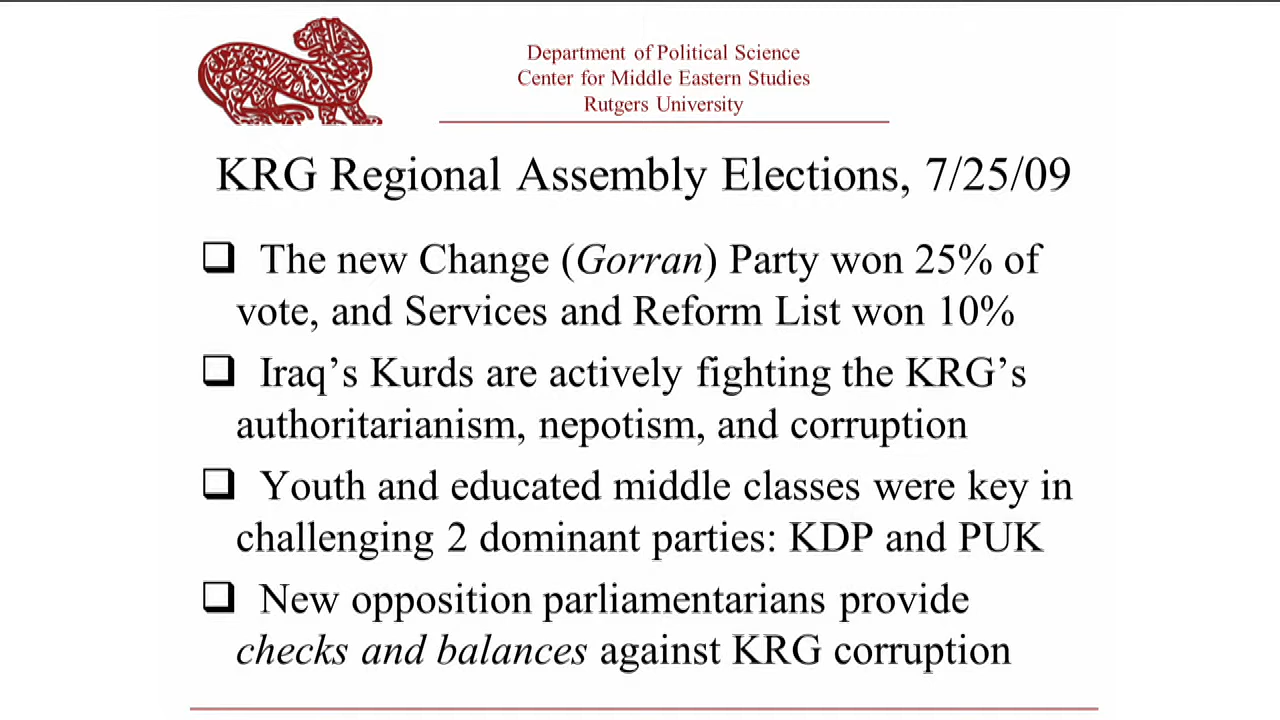 Department of Political Science
Center for Middle Eastern Studies
Rutgers University
KRG Regional Assembly Elections, 7/25/09
❑ The new Change (Gorran) Party won 25% of
vote, and Services and Reform List won 10%
❑ Iraq’s Kurds are actively fighting the KRG’s
authoritarianism, nepotism, and corruption
❑ Youth and educated middle classes were key in
challenging 2 dominant parties: KDP and PUK
❑ New opposition parliamentarians provide
checks and balances against KRG corruption